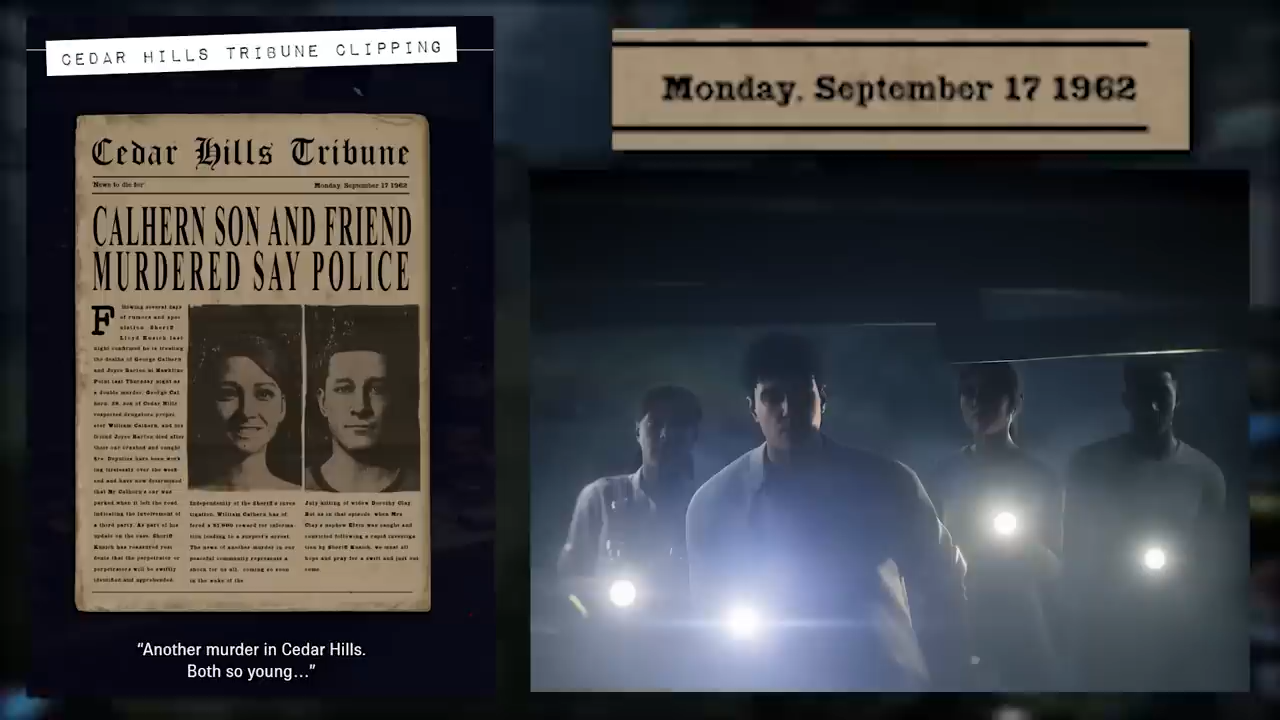 CEDAR HILLS TRIBUNE CLIPPING
Cedar Hills Tribune
'News to die for'
Monday, September 17 1962
CALHERN SON AND FRIEND
MURDERED SAY POLICE
F llowing several days
of rumors and spec
ulation Sheriff
Lloyd Kusich last
night confirmed he is treating
the deaths of George Calhern
and Joyce Barton at Hawkline
Point last Thursday night as
a double murder. George Cal
hern, 28, son of Cedar Hills'
respected drugstore propri
etor William Calhern, and his
friend Joyce Barton died after
their car crashed and caught
fire. Deputies have been work
ing tirelessly over the week
end and have now determined
that Mr Calhern's car was
parked when it left the road,
indicating the involvement of
a third party. As part of his
update on the case, Sheriff
Kusich has reassured resi
dents that the perpetrator or
perpetrators will be swiftly
identified and apprehended.
Independently of the Sheriff's inves
tigation, William Calhern has of
fered a $1,900 reward for informa
tion leading to a suspect's arrest.
The news of another murder in our
peaceful community represents a
shock for us all, coming so soon
in the wake of the
July killing of widow Dorothy Clay.
But as in that episode, when Mrs
Clay's nephew Elvin was caught and
convicted following a rapid investiga
tion by Sheriff Kusich, we must all
hope and pray for a swift and just out
come.
“Another murder in Cedar Hills.
Both so young…”
Monday, September 17 1962